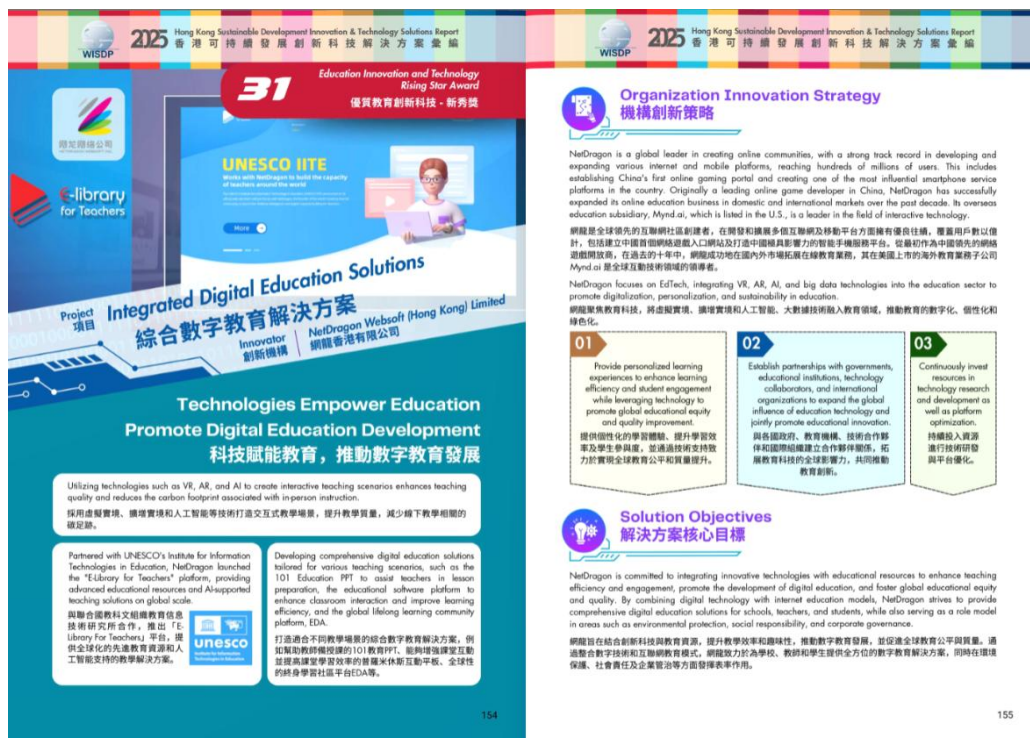 WISDP
2025
Hong Kong Sustainable Development Innovation & Technology Solutions Report
香港可持續發展創新科技解決方案彙編
31
Education Innovation and Technology
Rising Star Award
優質教育創新科技 - 新秀獎
網龍網絡公司
UNESCO IITE
Works with NetDragon to build the capacity
of teachers around the world
More
E-library
for Teachers
Project
項目
Integrated Digital Education Solutions
綜合數字教育解決方案
Innovator
創新機構
NetDragon Websoft (Hong Kong) Limited
網龍香港有限公司
Technologies Empower Education
Promote Digital Education Development
科技賦能教育，推動數字教育發展
Utilizing technologies such as VR, AR, and AI to create interactive teaching scenarios enhances teaching
quality and reduces the carbon footprint associated with in-person instruction.
採用虛擬實境、擴增實境和人工智能等技術打造交互式教學場景，提升教學質量，減少線下教學相關的
碳足跡。
Partnered with UNESCO's Institute for Information
Technologies in Education, NetDragon launched
the "E-Library for Teachers" platform, providing
advanced educational resources and AI-supported
teaching solutions on global scale.
與聯合國教科文組織教育信息
技術研究所合作，推出「E-
Library for Teachers」平台，提
供全球化的先進教育資源和人
工智能支持的教學解決方案。
unesco
Institute for Information
Technologies in Education
Developing comprehensive digital education solutions
tailored for various teaching scenarios, such as the
101 Education PPT to assist teachers in lesson
preparation, the educational software platform to
enhance classroom interaction and improve learning
efficiency, and the global lifelong learning community
platform, EDA.
打造適合不同教學場景的綜合數字教育解決方案，例
如幫助教師備授課的101教育PPT、能夠增強課堂互動
並提高課堂學習效率的普羅米休斯互動平板、全球性
的終身學習社區平台EDA等。
154
WISDP
2025
Hong Kong Sustainable Development Innovation & Technology Solutions Report
香港可持續發展創新科技解決方案彙編
Organization Innovation Strategy
機構創新策略
NetDragon is a global leader in creating online communities, with a strong track record in developing and
expanding various internet and mobile platforms, reaching hundreds of millions of users. This includes
establishing China's first online gaming portal and creating one of the most influential smartphone service
platforms in the country. Originally a leading online game developer in China, NetDragon has successfully
expanded its online education business in domestic and international markets over the past decade. Its overseas
education subsidiary, Mynd.ai, which is listed in the U.S., is a leader in the field of interactive technology.
網龍是全球領先的互聯網社區創建者，在開發和擴展多個互聯網及移動平台方面擁有優良往績，覆蓋用戶數以億
計，包括建立中國首個網絡遊戲入口網站及打造中國極具影響力的智能手機服務平台。從最初作為中國領先的網絡
遊戲開放商，在過去的十年中，網龍成功地在國內外市場拓展在線教育業務，其在美國上市的海外教育業務子公司
Mynd.ai 是全球互動技術領域的領導者。
NetDragon focuses on EdTech, integrating VR, AR, AI, and big data technologies into the education sector to
promote digitalization, personalization, and sustainability in education.
網龍聚焦教育科技，將虛擬實境、擴增實境和人工智能、大數據技術融入教育領域，推動教育的數字化、個性化和
綠色化。
01
Provide personalized learning
experiences to enhance learning
efficiency and student engagement
while leveraging technology to
promote global educational equity
and quality improvement.
提供個性化的學習體驗、提升學習效
率及學生參與度，並通過技術支持致
力於實現全球教育公平和質量提升。
02
Establish partnerships with governments,
educational institutions, technology
collaborators, and international
organizations to expand the global
influence of education technology and
jointly promote educational innovation.
與各國政府、教育機構、技術合作夥
伴和國際組織建立合作夥伴關係，拓
展教育科技的全球影響力，共同推動
教育創新。
03
Continuously invest
resources in
technology research
and development as
well as platform
optimization.
持續投入資源
進行技術研發
與平台優化。
Solution Objectives
解決方案核心目標
NetDragon is committed to integrating innovative technologies with educational resources to enhance teaching
efficiency and engagement, promote the development of digital education, and foster global educational equity
and quality. By combining digital technology with internet education models, NetDragon strives to provide
comprehensive digital education solutions for schools, teachers, and students, while also serving as a role model
in areas such as environmental protection, social responsibility, and corporate governance.
網龍旨在結合創新科技和教育資源，提升教學效率和趣味性，推動數字教育發展，並促進全球教育公平與質量。通
過整合數字技術和互聯網教育模式，網龍致力於為學校、教師和學生提供全方位的數字教育解決方案，同時在環境
保護、社會責任及企業管治等方面發揮表率作用。
155